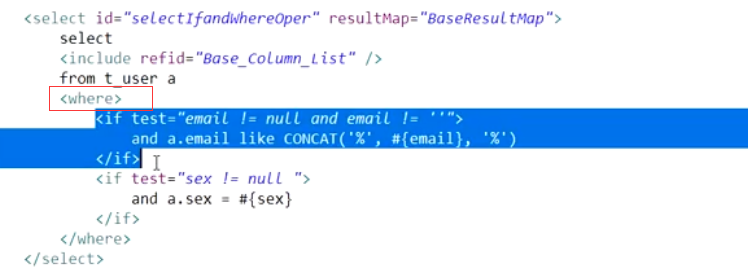 <select id="selectIfandWhereOper" resultMap="BaseResultMap">
select
<include refid="Base_Column_List" />
from t_user a
<where>
<if test="email != null and email != ''">
and a.email like CONCAT('%', #{email}, '%')
</if>
<if test="sex != null ">
and a.sex = #{sex}
</if>
</where>
</select>